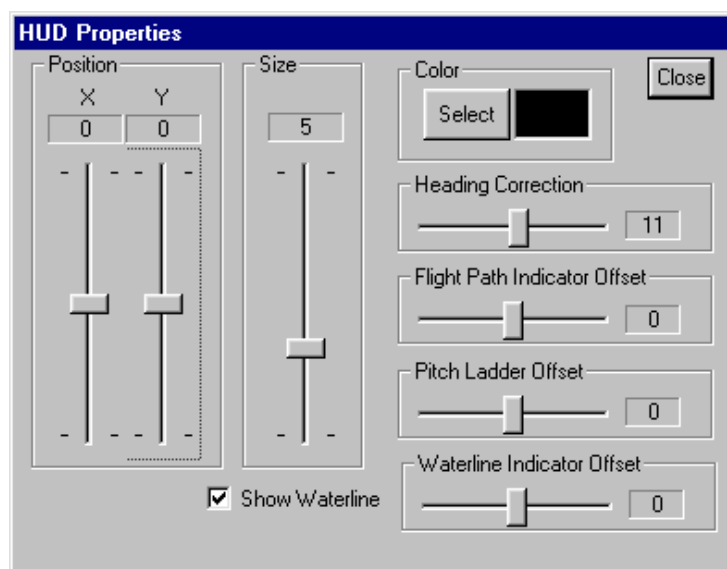 HUD Properties
Position
X Y
0 0
Size
5
Color
Select
Close
Heading Correction
11
Flight Path Indicator Offset
0
Pitch Ladder Offset
0
Waterline Indicator Offset
0
Show Waterline